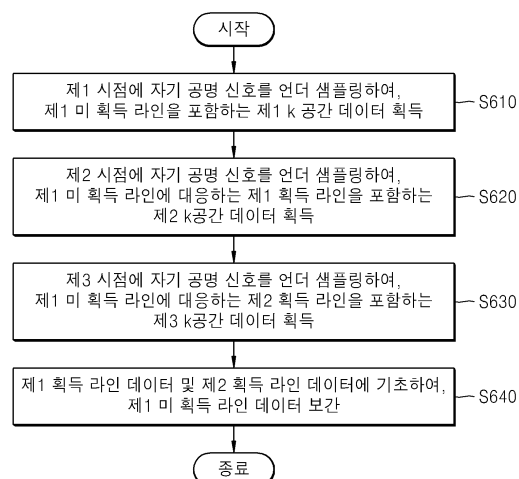 시작
제1 시점에 자기 공명 신호를 언더 샘플링하여,
제1 미 획득 라인을 포함하는 제1 k 공간 데이터 획득
S610
제2 시점에 자기 공명 신호를 언더 샘플링하여,
제1 미 획득 라인에 대응하는 제1 획득 라인을 포함하는
제2 k공간 데이터 획득
S620
제3 시점에 자기 공명 신호를 언더 샘플링하여,
제1 미 획득 라인에 대응하는 제2 획득 라인을 포함하는
제3 k공간 데이터 획득
S630
제1 획득 라인 데이터 및 제2 획득 라인 데이터에 기초하여,
제1 미 획득 라인 데이터 보간
S640
종료